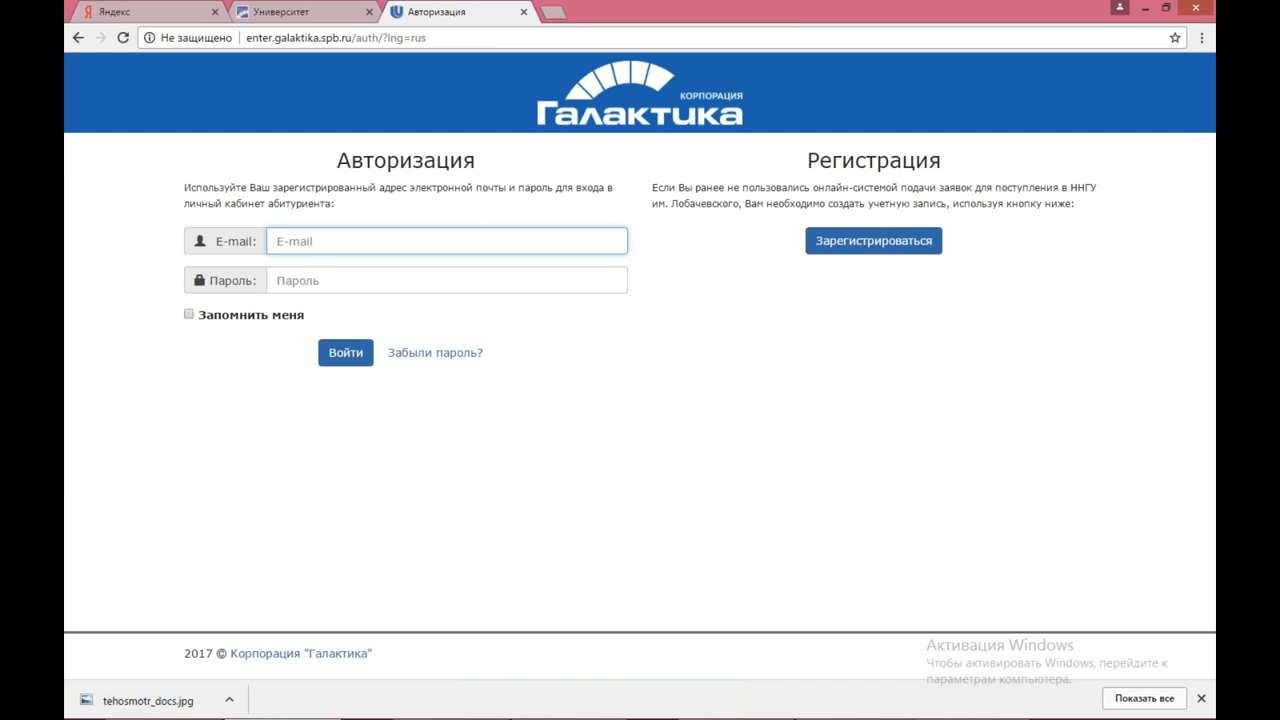 Яндекс
Университет
Авторизация
Не защищено
enter.galaktika.spb.ru/auth/?lng=rus
КОРПОРАЦИЯ
Галактика
Авторизация
Используйте Ваш зарегистрированный адрес электронной почты и пароль для входа в
личный кабинет абитуриента:
E-mail:
E-mail
Пароль:
Пароль
Запомнить меня
Войти
Забыли пароль?
Регистрация
Если Вы ранее не пользовались онлайн-системой подачи заявок для поступления в ННГУ
им. Лобачевского, Вам необходимо создать учетную запись, используя кнопку ниже:
Зарегистрироваться
2017 © Корпорация "Галактика"
Активация Windows
Чтобы активировать Windows, перейдите к
параметрам компьютера.
tehosmotr_docs.jpg
Показать все